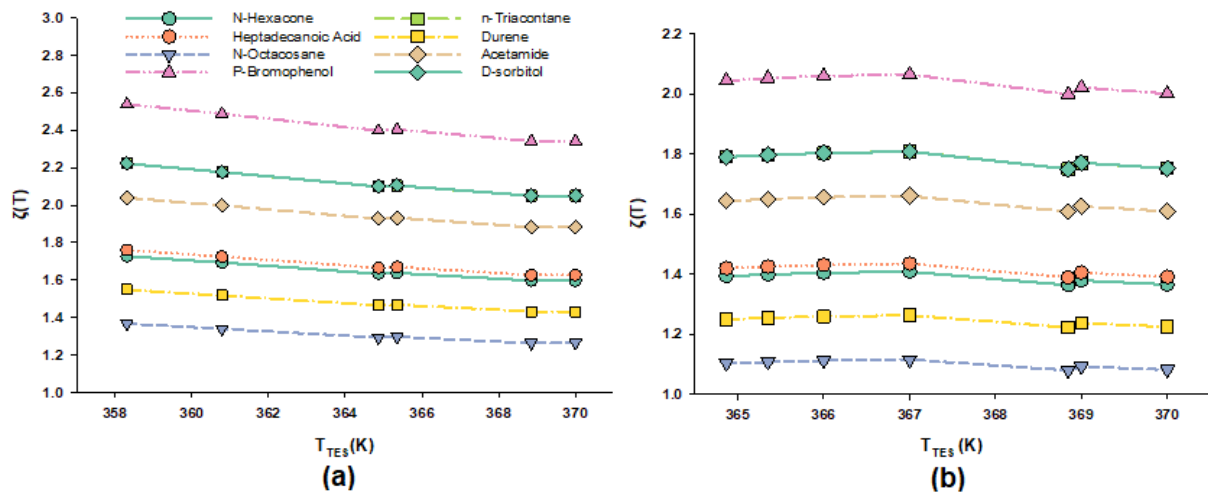 3.0
2.8
2.6
2.4
2.2
2.0
1.8
1.6
1.4
1.2
1.0
ζ(T)
N-Hexacone
Heptadecanoic Acid
N-Octacosane
P-Bromophenol
n-Triacontane
Durene
Acetamide
D-sorbitol
358 360 362 364 366 368 370
T_TES(K)
(a)
2.2
2.0
1.8
1.6
1.4
1.2
1.0
ζ(T)
365 366 367 368 369 370
T_TES(K)
(b)